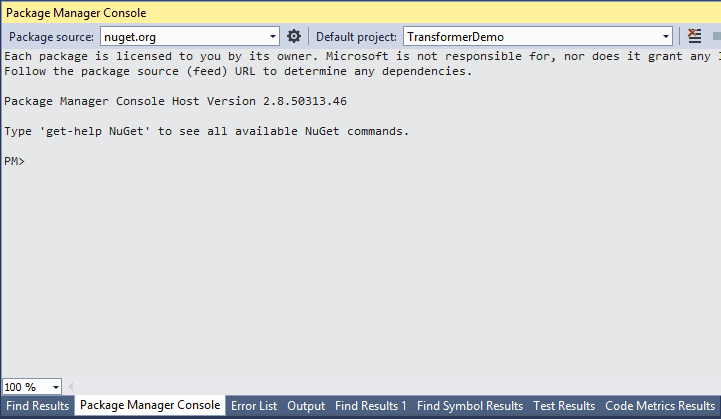 Package Manager Console
Package source: nuget.org Default project: TransformerDemo
Each package is licensed to you by its owner. Microsoft is not responsible for, nor does it grant any
Follow the package source (feed) URL to determine any dependencies.
Package Manager Console Host Version 2.8.50313.46
Type 'get-help NuGet' to see all available NuGet commands.
PM>
100 %
Find Results Package Manager Console Error List Output Find Results 1 Find Symbol Results Test Results Code Metrics Results